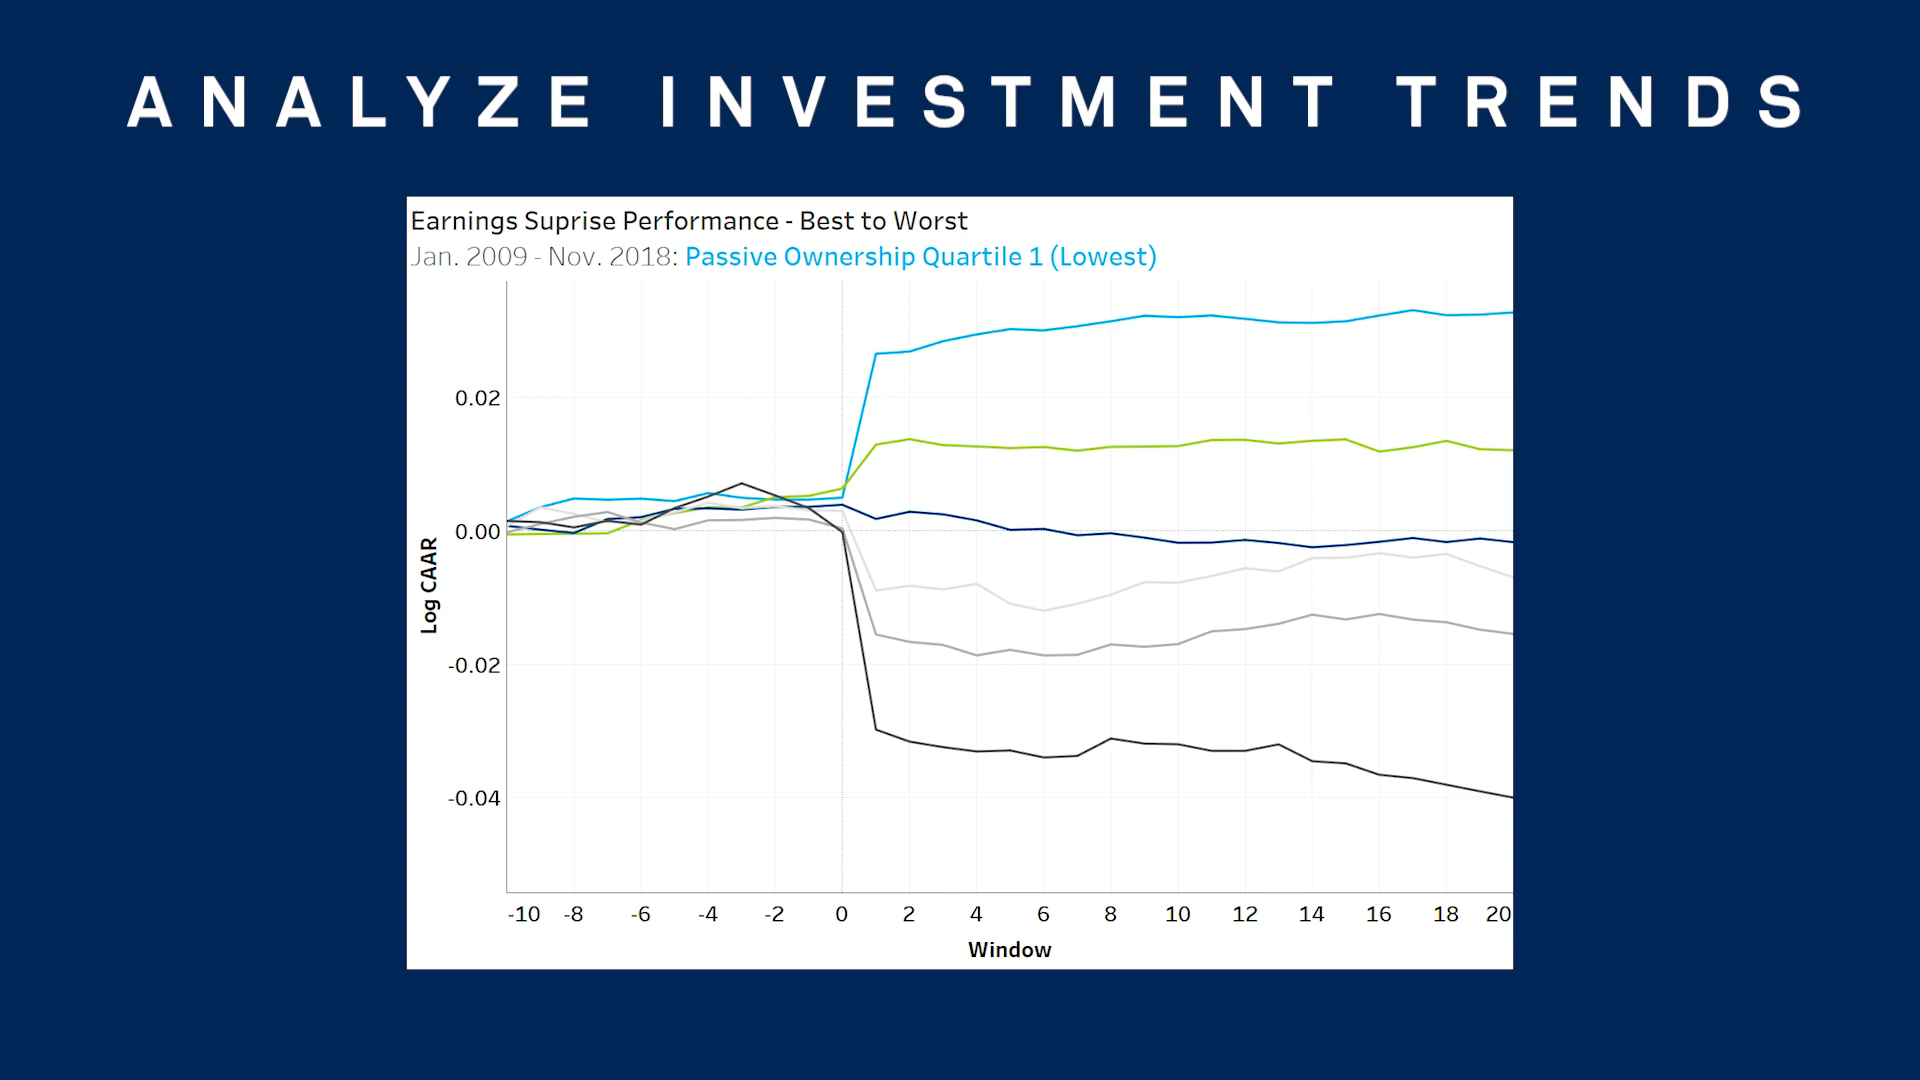 ANALYZE INVESTMENT TRENDS
Earnings Suprise Performance - Best to Worst
Jan. 2009 - Nov. 2018: Passive Ownership Quartile 1 (Lowest)
0.02
0.00
-0.02
-0.04
Log CAAR
-10 -8 -6 -4 -2 0 2 4 6 8 10 12 14 16 18 20
Window